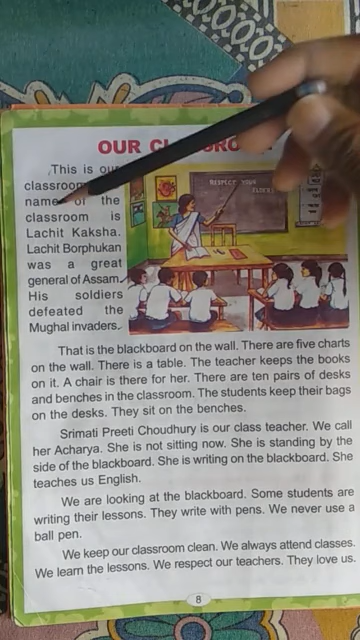 OUR
This is our
classroom
name of the
classroom is
Lachit Kaksha.
Lachit Borphukan
was a great
general of Assam.
His soldiers
defeated the
Mughal invaders.
RESPECT YOUR
ELDERS
That is the blackboard on the wall. There are five charts
on the wall. There is a table. The teacher keeps the books
on it. A chair is there for her. There are ten pairs of desks
and benches in the classroom. The students keep their bags
on the desks. They sit on the benches.
Srimati Preeti Choudhury is our class teacher. We call
her Acharya. She is not sitting now. She is standing by the
side of the blackboard. She is writing on the blackboard. She
teaches us English.
We are looking at the blackboard. Some students are
writing their lessons. They write with pens. We never use a
ball pen.
We keep our classroom clean. We always attend classes.
We learn the lessons. We respect our teachers. They love us.
8